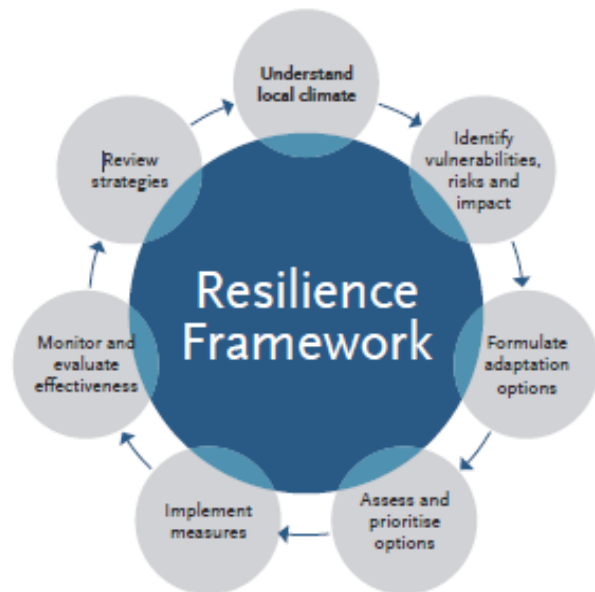 Understand
local climate
Identify
vulnerabilities,
risks and
impact
Formulate
adaptation
options
Assess and
prioritise
options
Implement
measures
Monitor and
evaluate
effectiveness
Review
strategies
Resilience
Framework